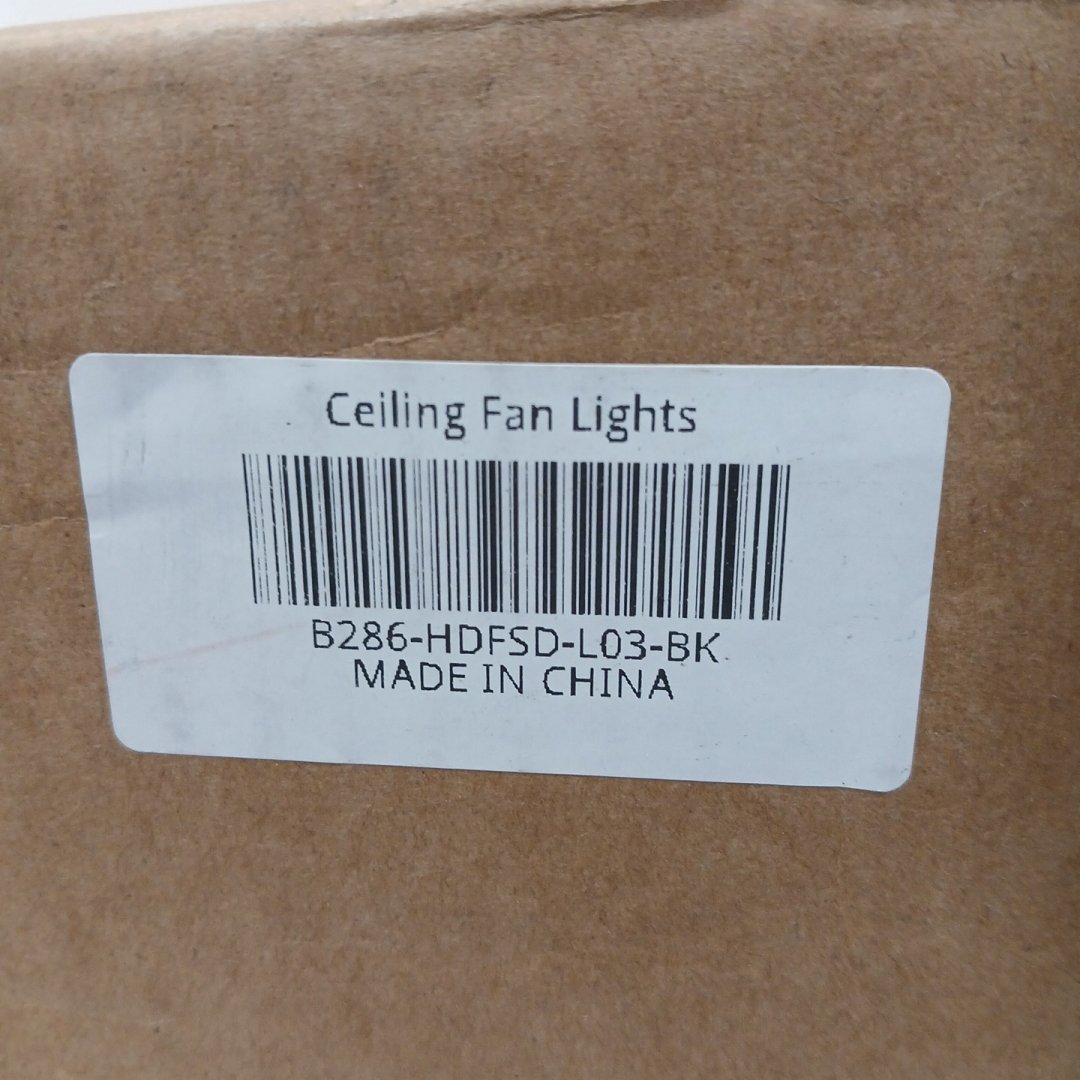 Ceiling Fan Lights
B286-HDFSD-L03-BK
MADE IN CHINA